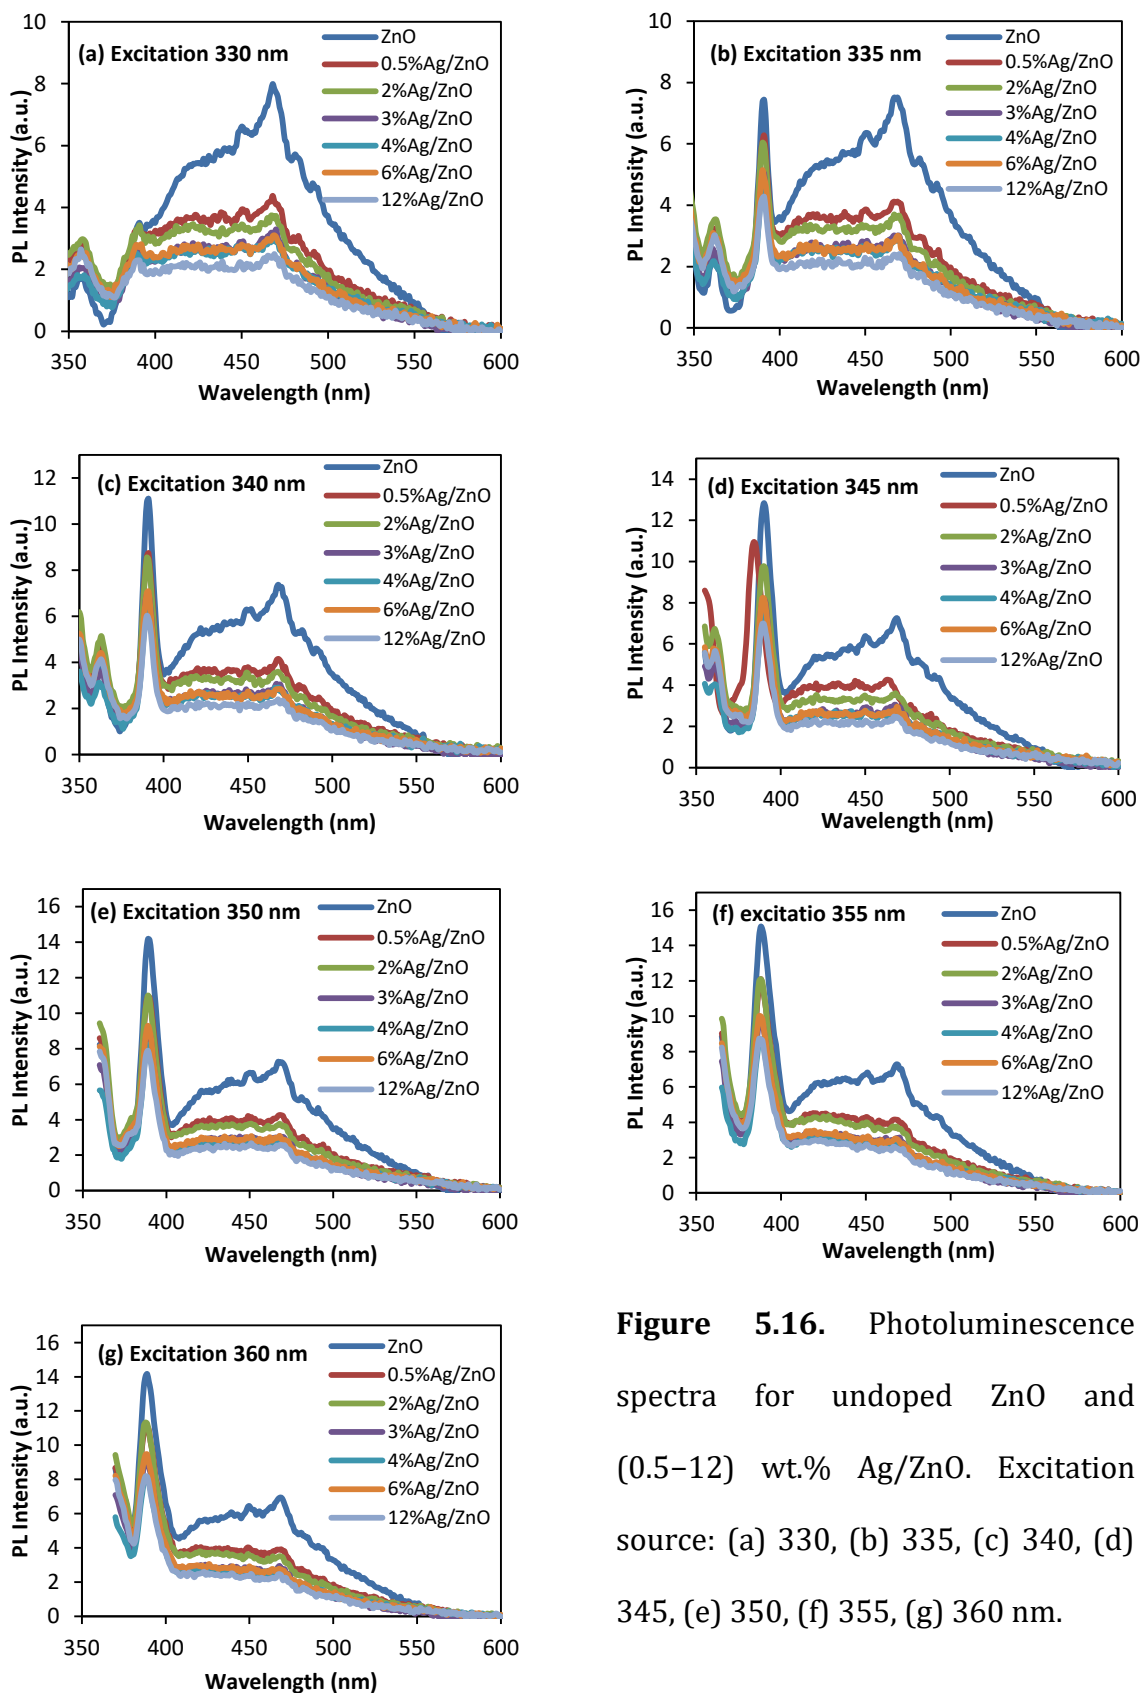 (a) Excitation 330 nm
ZnO
0.5%Ag/ZnO
2%Ag/ZnO
3%Ag/ZnO
4%Ag/ZnO
6%Ag/ZnO
12%Ag/ZnO
PL Intensity (a.u.)
10
8
6
4
2
0
350 400 450 500 550 600
Wavelength (nm)
(b) Excitation 335 nm
ZnO
0.5%Ag/ZnO
2%Ag/ZnO
3%Ag/ZnO
4%Ag/ZnO
6%Ag/ZnO
12%Ag/ZnO
PL Intensity (a.u.)
10
8
6
4
2
0
350 400 450 500 550 600
Wavelength (nm)
(c) Excitation 340 nm
ZnO
0.5%Ag/ZnO
2%Ag/ZnO
3%Ag/ZnO
4%Ag/ZnO
6%Ag/ZnO
12%Ag/ZnO
PL Intensity (a.u.)
12
10
8
6
4
2
0
350 400 450 500 550 600
Wavelength (nm)
(d) Excitation 345 nm
ZnO
0.5%Ag/ZnO
2%Ag/ZnO
3%Ag/ZnO
4%Ag/ZnO
6%Ag/ZnO
12%Ag/ZnO
PL Intensity (a.u.)
14
12
10
8
6
4
2
0
350 400 450 500 550 600
Wavelength (nm)
(e) Excitation 350 nm
ZnO
0.5%Ag/ZnO
2%Ag/ZnO
3%Ag/ZnO
4%Ag/ZnO
6%Ag/ZnO
12%Ag/ZnO
PL Intensity (a.u.)
16
14
12
10
8
6
4
2
0
350 400 450 500 550 600
Wavelength (nm)
(f) excitatio 355 nm
ZnO
0.5%Ag/ZnO
2%Ag/ZnO
3%Ag/ZnO
4%Ag/ZnO
6%Ag/ZnO
12%Ag/ZnO
PL Intensity (a.u.)
16
14
12
10
8
6
4
2
0
350 400 450 500 550 600
Wavelength (nm)
(g) Excitation 360 nm
ZnO
0.5%Ag/ZnO
2%Ag/ZnO
3%Ag/ZnO
4%Ag/ZnO
6%Ag/ZnO
12%Ag/ZnO
PL Intensity (a.u.)
16
14
12
10
8
6
4
2
0
350 400 450 500 550 600
Wavelength (nm)
Figure 5.16. Photoluminescence
spectra for undoped ZnO and
(0.5–12) wt.% Ag/ZnO. Excitation
source: (a) 330, (b) 335, (c) 340, (d)
345, (e) 350, (f) 355, (g) 360 nm.